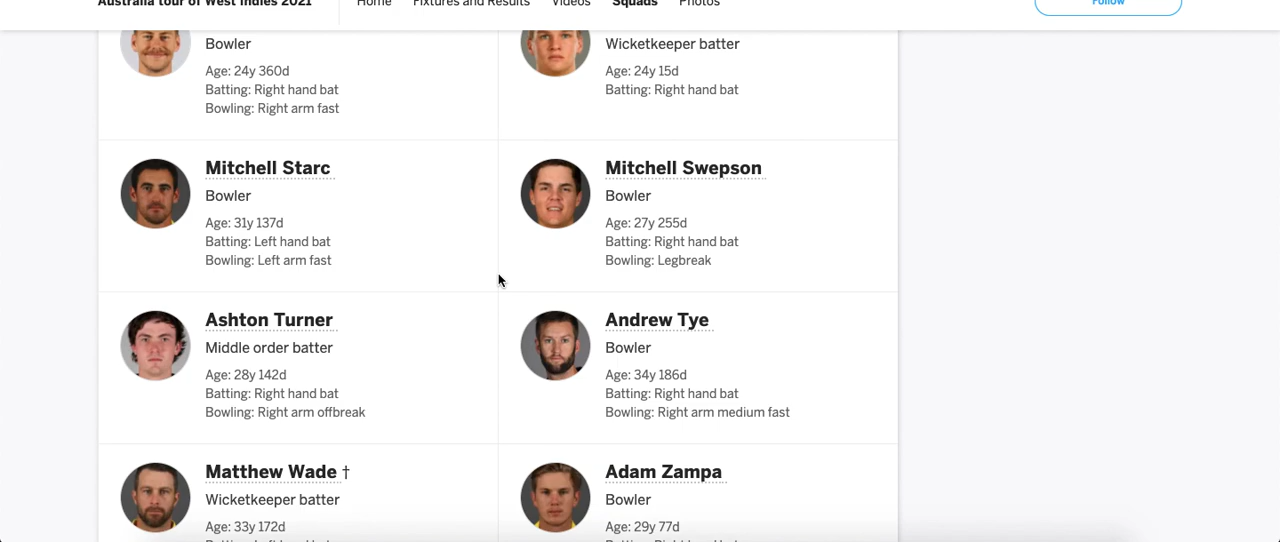 Australia tour of West Indies 2021
Home
Fixtures and Results
Videos
Squads
Photos
Follow
Bowler
Age: 24y 360d
Batting: Right hand bat
Bowling: Right arm fast
Wicketkeeper batter
Age: 24y 15d
Batting: Right hand bat
Mitchell Starc
Bowler
Age: 31y 137d
Batting: Left hand bat
Bowling: Left arm fast
Mitchell Swepson
Bowler
Age: 27y 255d
Batting: Right hand bat
Bowling: Legbreak
Ashton Turner
Middle order batter
Age: 28y 142d
Batting: Right hand bat
Bowling: Right arm offbreak
Andrew Tye
Bowler
Age: 34y 186d
Batting: Right hand bat
Bowling: Right arm medium fast
Matthew Wade †
Wicketkeeper batter
Age: 33y 172d
Adam Zampa
Bowler
Age: 29y 77d